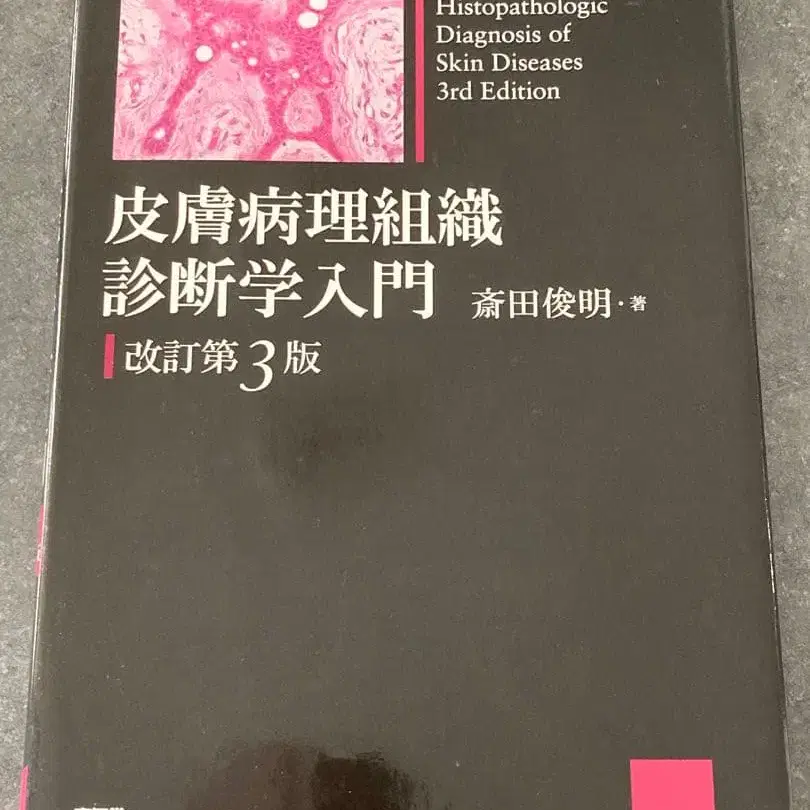 Histopathologic
Diagnosis of
Skin Diseases
3rd Edition
皮膚病理組織
診断学入門
斎田俊明・著
改訂第3版